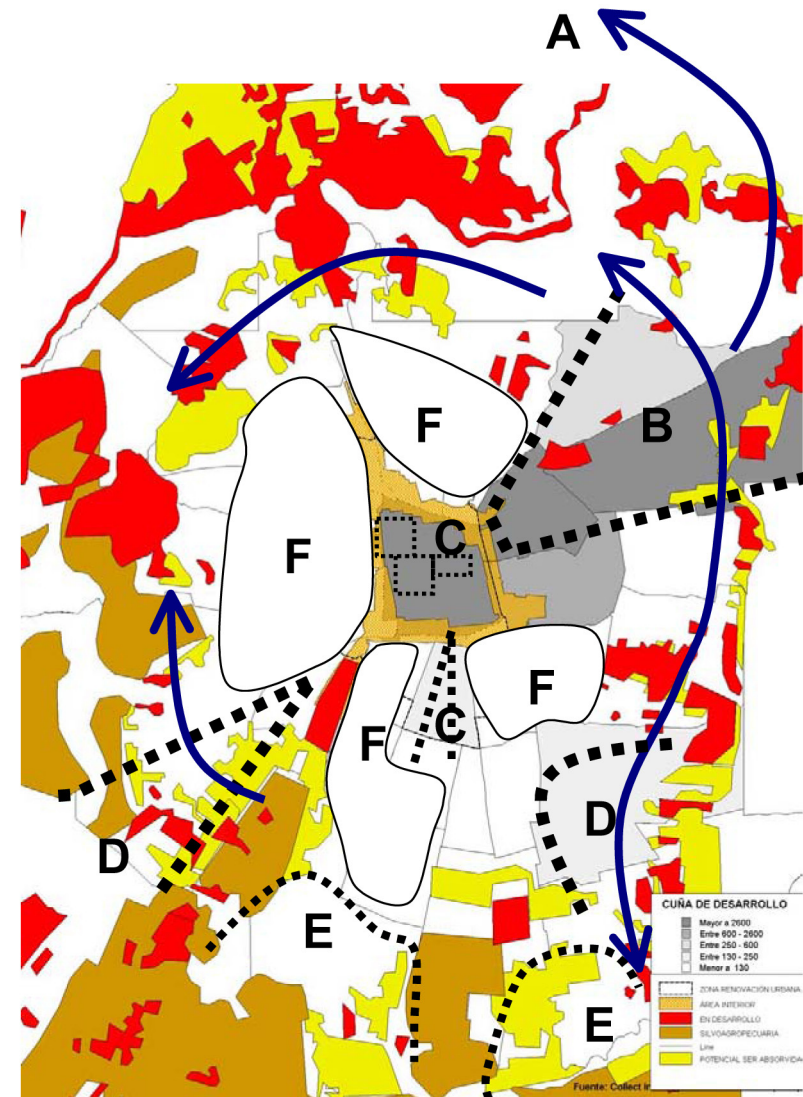 A
B
F
C
F
F
F
C
D
D
E
E
CUÑA DE DESARROLLO
Mayor a 2600
Entre 600 - 2600
Entre 250 - 600
Entre 130 - 250
Menor a 130
ZONA RENOVACIÓN URBANA
ÁREA INTERIOR
EN DESARROLLO
SILVOAGROPECUARIA
Line
POTENCIAL SER ABSORVIDA
Fuente: Collect